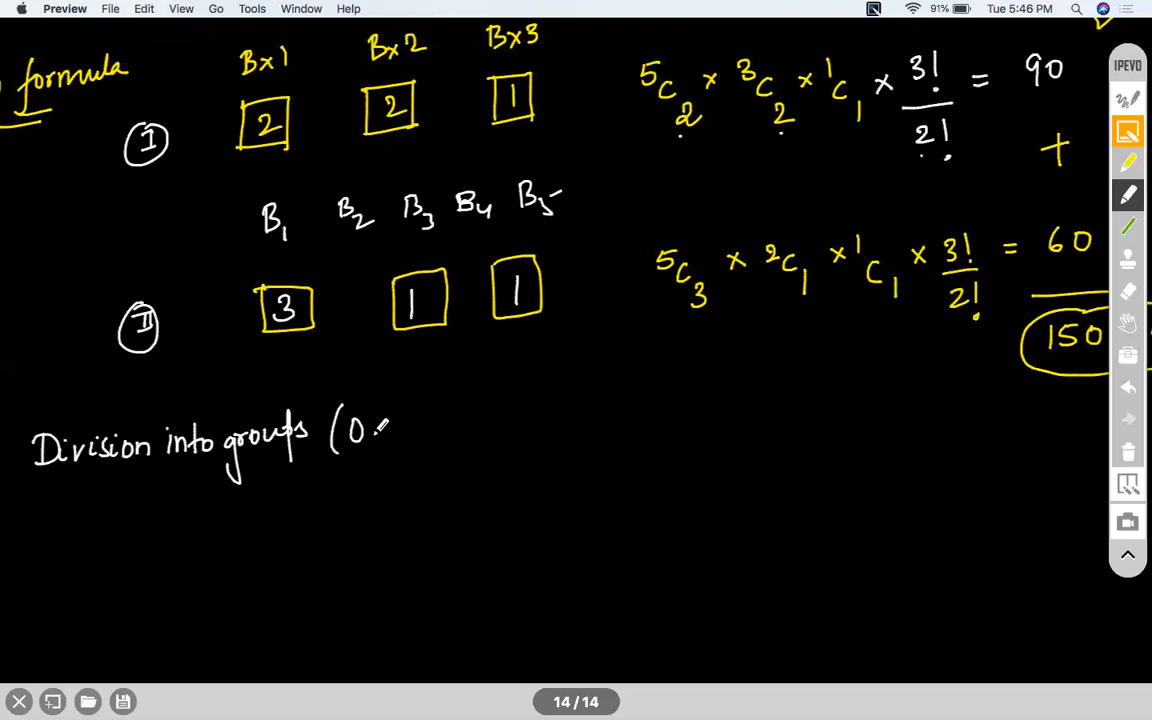 Preview File Edit View Tools Window Help 91% Tue 5:46 PM
formula
Bx1 Bx2 Bx3
I 2 2 1 ⁵C₂ × ³C₂ × ¹C₁ × 3!/2! = 90
+
B₁ B₂ B₃ B₄ B₅
II 3 1 1 ⁵C₃ × ²C₁ × ¹C₁ × 3!/2! = 60
150
Division into groups (0
IPEVO
14 / 14